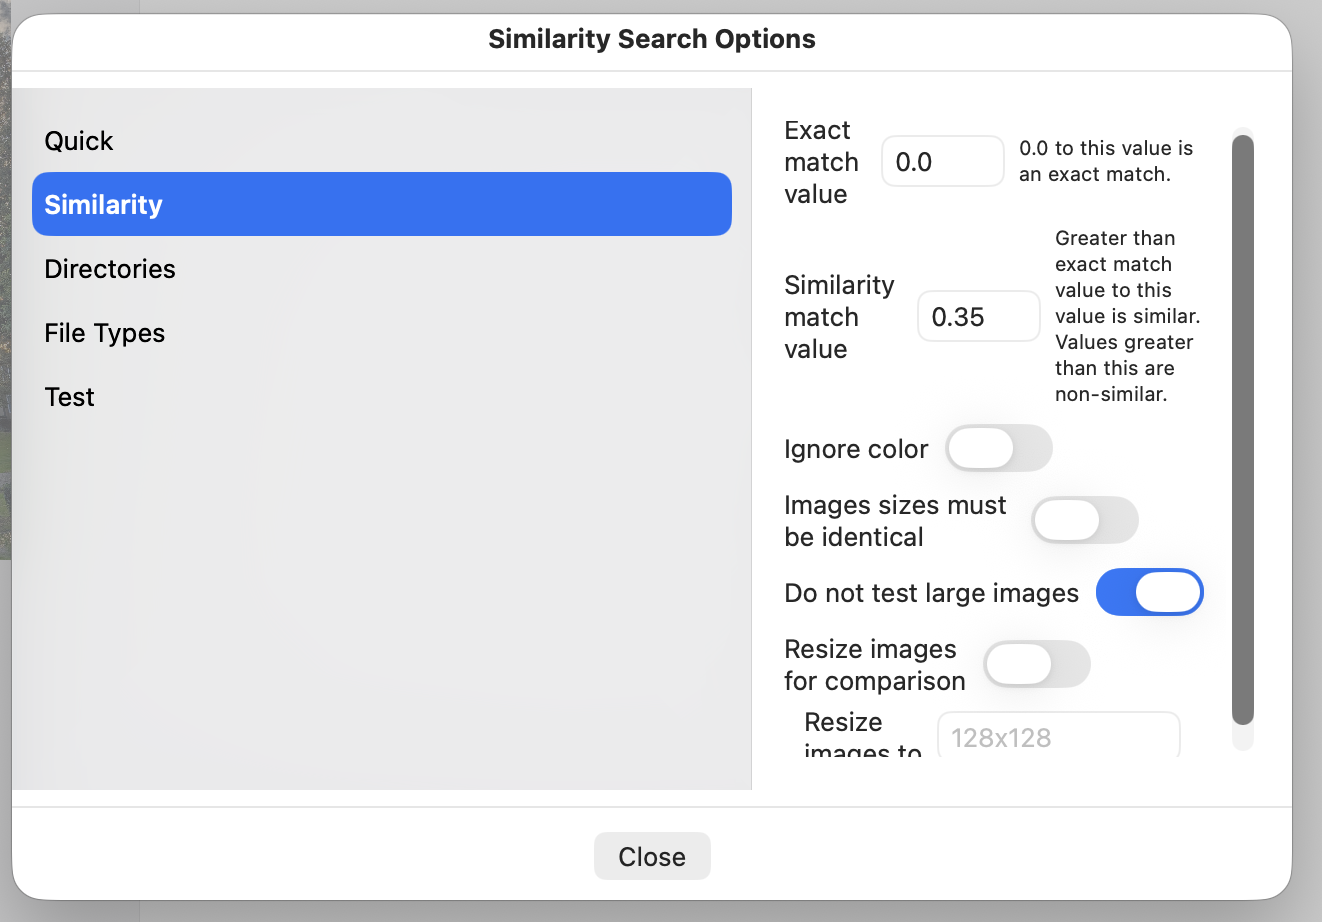 Similarity Search Options
Quick
Similarity
Directories
File Types
Test
Exact
match
value
0.0
0.0 to this value is
an exact match.
Similarity
match
value
0.35
Greater than
exact match
value to this
value is similar.
Values greater
than this are
non-similar.
Ignore color
Images sizes must
be identical
Do not test large images
Resize images
for comparison
Resize
images to
128x128
Close